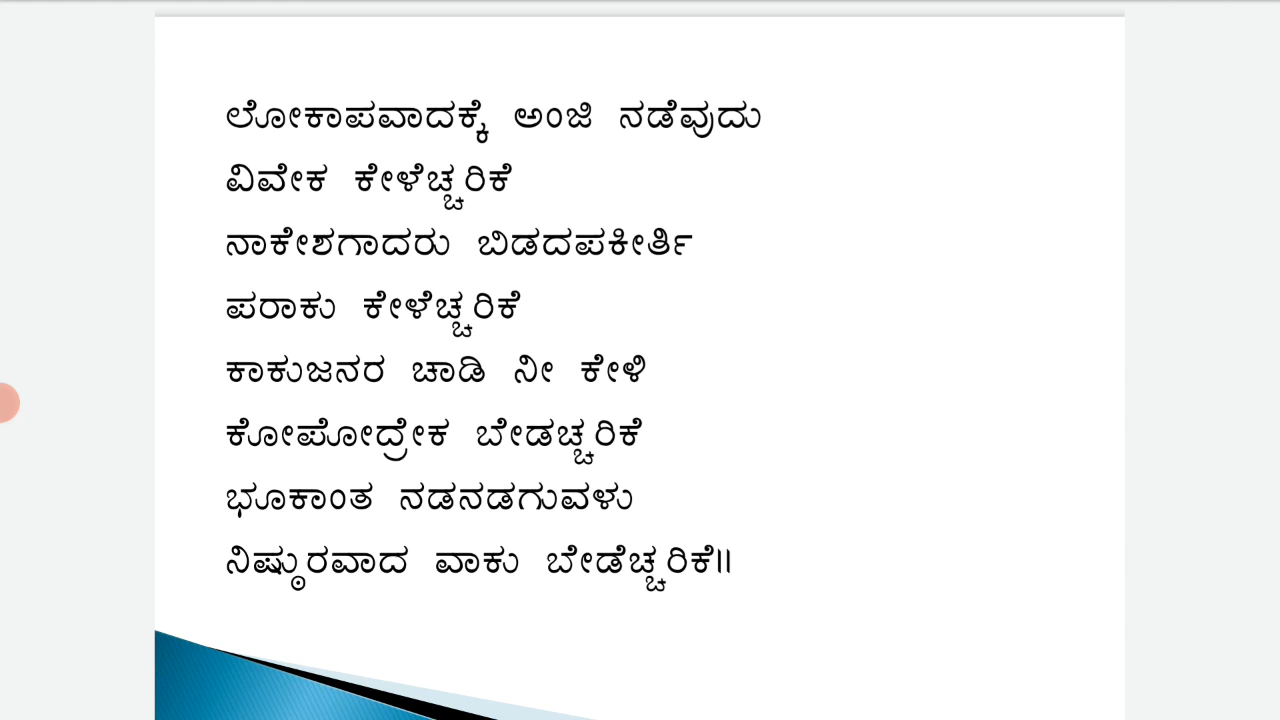 ಲೋಕಾಪವಾದಕ್ಕೆ ಅಂಜಿ ನಡೆವುದು
ವಿವೇಕ ಕೇಳೆಚ್ಚರಿಕೆ
ನಾಕೇಶಗಾದರು ಬಿಡದಪಕೀರ್ತಿ
ಪರಾಕು ಕೇಳೆಚ್ಚರಿಕೆ
ಕಾಕುಜನರ ಚಾಡಿ ನೀ ಕೇಳಿ
ಕೋಪೋದ್ರೇಕ ಬೇಡಚ್ಚರಿಕೆ
ಭೂಕಾಂತ ನಡನಡಗುವಳು
ನಿಷ್ಠುರವಾದ ವಾಕು ಬೇಡೆಚ್ಚರಿಕೆ॥